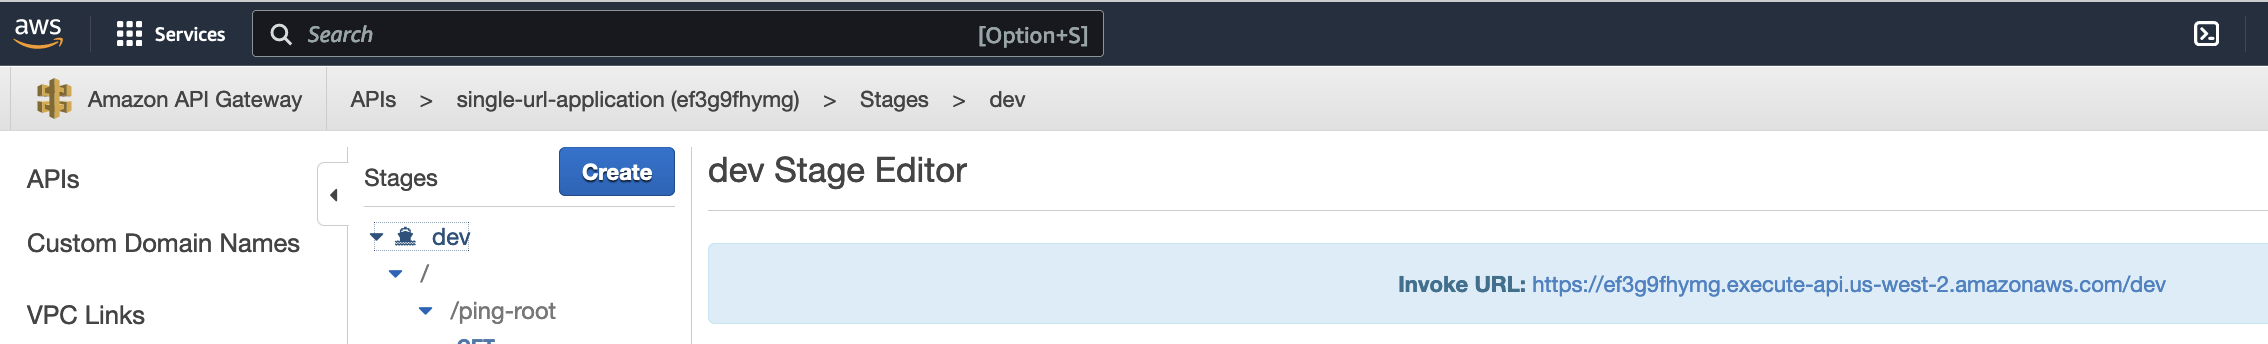 aws
Services
Search
[Option+S]
Amazon API Gateway
APIs > single-url-application (ef3g9fhymg) > Stages > dev
APIs
Custom Domain Names
VPC Links
Stages
Create
dev
/
/ping-root
GET
dev Stage Editor
Invoke URL: https://ef3g9fhymg.execute-api.us-west-2.amazonaws.com/dev